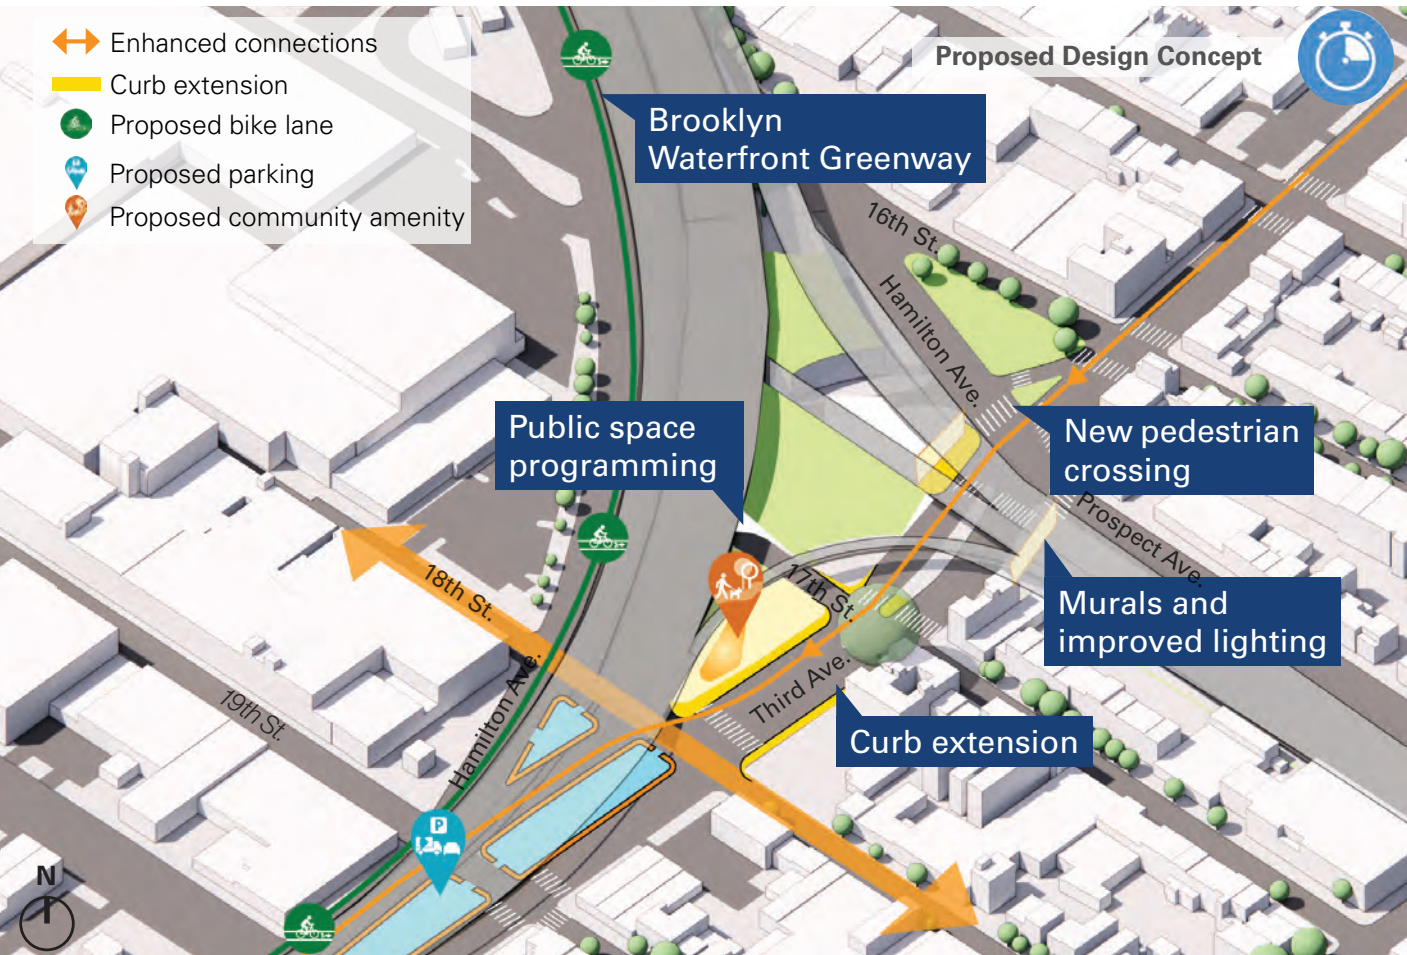 Enhanced connections
Curb extension
Proposed bike lane
Proposed parking
Proposed community amenity
Proposed Design Concept
Brooklyn
Waterfront Greenway
16th St.
Hamilton Ave.
Public space
programming
New pedestrian
crossing
Prospect Ave.
18th St.
17th St.
Murals and
improved lighting
Hamilton Ave.
Third Ave.
19th St.
Curb extension
P
N